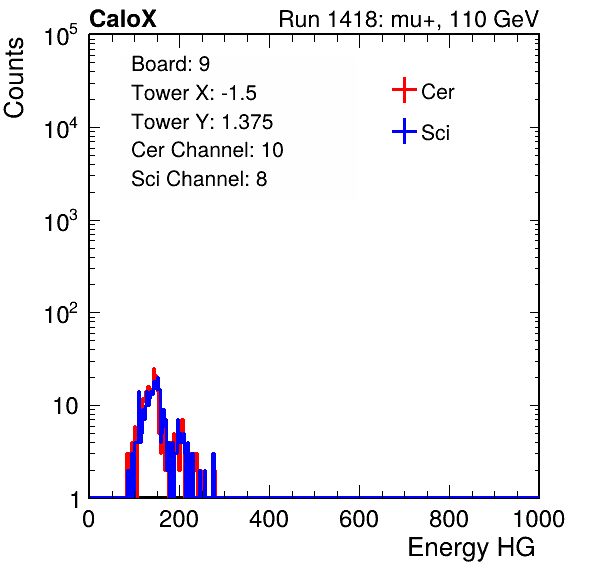 CaloX Run 1418: mu+, 110 GeV
Counts
Board: 9
Tower X: -1.5
Tower Y: 1.375
Cer Channel: 10
Sci Channel: 8
Cer
Sci
10^5
10^4
10^3
10^2
10
1
0 200 400 600 800 1000
Energy HG